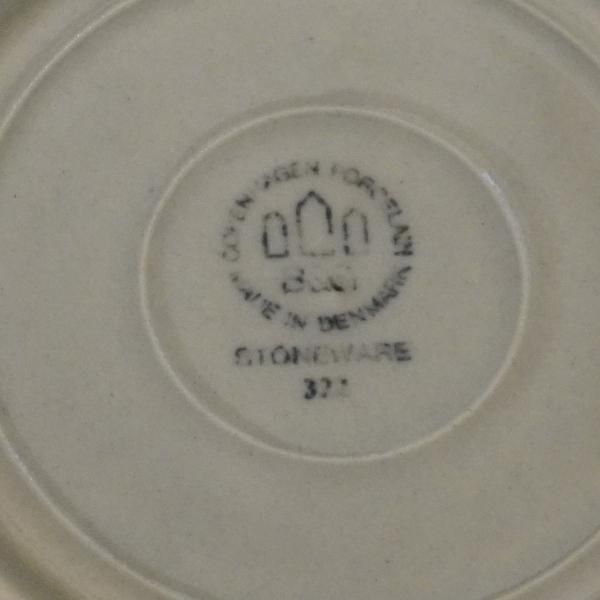 COPENHAGEN PORCELAIN
B&G
MADE IN DENMARK
STONEWARE